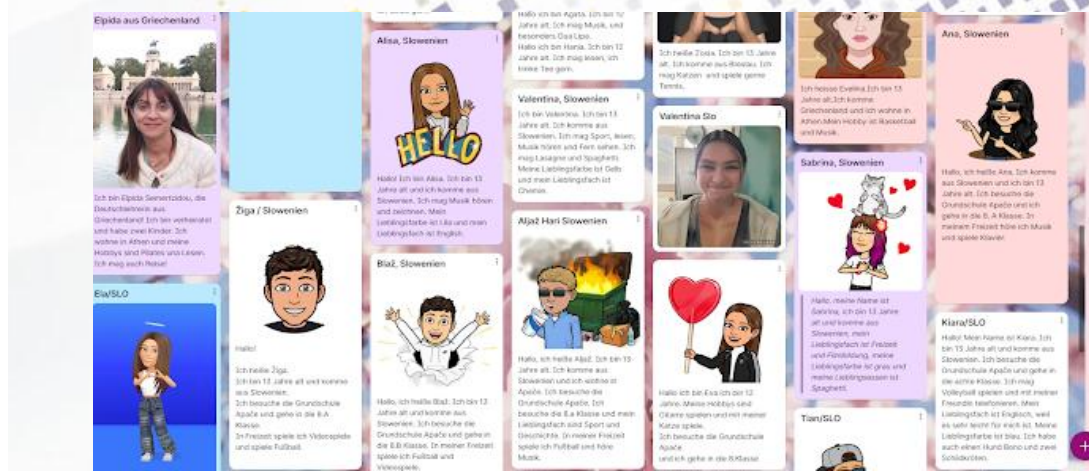 Elpida aus Griechenland
Ich bin Elpida Semertzidou, die
Deutschlehrerin aus
Griechenland! Ich bin verheiratet
und habe zwei Kinder. Ich
wohne in Athen und meine
Hobbys sind Pilates und Lesen.
Ich mag auch Reise!
Ela/SLO
Žiga / Slowenien
Hallo!
Ich heiße Žiga.
Ich bin 13 Jahre alt und komme
aus Slowenien.
Ich besuche die Grundschule
Apače und gehe in die 8.A
Klasse.
In Freizeit spiele ich Videospiele
und spiele Fußball.
Alisa, Slowenien
HELLO
Hallo! Ich bin Alisa. Ich bin 13
Jahre alt und ich komme aus
Slowenien. Ich mag Musik hören
und zeichnen. Mein
Lieblingsfarbe ist Lila und mein
Lieblingsfach ist English.
Blaž, Slowenien
Hallo, ich heiße Blaž. Ich bin 13
Jahre alt und komme aus
Slowenien. Ich besuche die
Grundschule Apače und gehe in
die 8.A Klasse. In meiner Freizeit
spiele ich Fußball und
Videospiele.
Hallo ich bin Agata. Ich bin 12
Jahre alt. Ich mag Musik, und
besonders Dua Lipa.
Hallo ich bin Hania. Ich bin 12
Jahre alt. Ich mag lesen, ich
trinke Tee gern.
Valentina, Slowenien
Ich bin Valentina. Ich bin 13
Jahre alt. Ich komme aus
Slowenien. Ich mag Sport, lesen,
Musik hören und Fern sehen. Ich
mag Lasagne und Spaghetti.
Meine Lieblingsfarbe ist Gelb
und mein Lieblingsfach ist
Chemie.
Aljaž Hari Slowenien
Hallo, ich heiße Aljaž. Ich bin 13
Jahre alt. Ich komme aus
Slowenien und ich wohne in
Apače. Ich besuche die
Grundschule Apače. Ich
besuche die 8.a Klasse und mein
Lieblingsfach sind Sport und
Geschichte. In meiner Freizeit
spiele ich Fußball und höre
Musik.
Ich heiße Zosia. Ich bin 13 Jahre
alt. Ich komme aus Breslau. Ich
mag Katzen und spiele gerne
Tennis.
Valentina Slo
Hallo ich bin Eva ich bin 12
Jahre. Meine Hobbys sind
Gitarre spielen und mit meiner
Katze spiele.
Ich besuche die Grundschule
Apače
und ich gehe in die 8.Klasse
Ich heisse Evelina.Ich bin 13
Jahre alt.Ich komme
Griechenland und ich wohne in
Athen.Mein Hobby ist Basketball
und Musik.
Sabrina, Slowenien
Hallo, meine Name ist
Sabrina, ich bin 13 Jahre
alt und komme aus
Slowenien, mein
Lieblingsfach ist Freizeit
und Filmbildung, meine
Lieblingsfarbe ist grau und
meine Lieblingsessen ist
Spaghetti.
Tian/SLO
Ana, Slowenien
Hallo, ich heiße Ana. Ich komme
aus Slowenien und ich bin 13
Jahre alt. Ich besuche die
Grundschule Apače und ich
gehe in die 8. A Klasse. In
meinem Freizeit höre ich Musik
und spiele Klavier.
Kiara/SLO
Hallo! Mein Name ist Kiara. Ich
bin 13 Jahre alt und komme aus
Slowenien. Ich besuche die
Grundschule Apače und gehe in
die achte Klasse. Ich mag
Volleyball spielen und mit meiner
Freundin telefonieren. Mein
Lieblingsfach ist Englisch, weil
es sehr leicht für mich ist. Meine
Lieblingsfarbe ist blau. Ich habe
auch einen Hund Bono und zwei
Schildkröten.